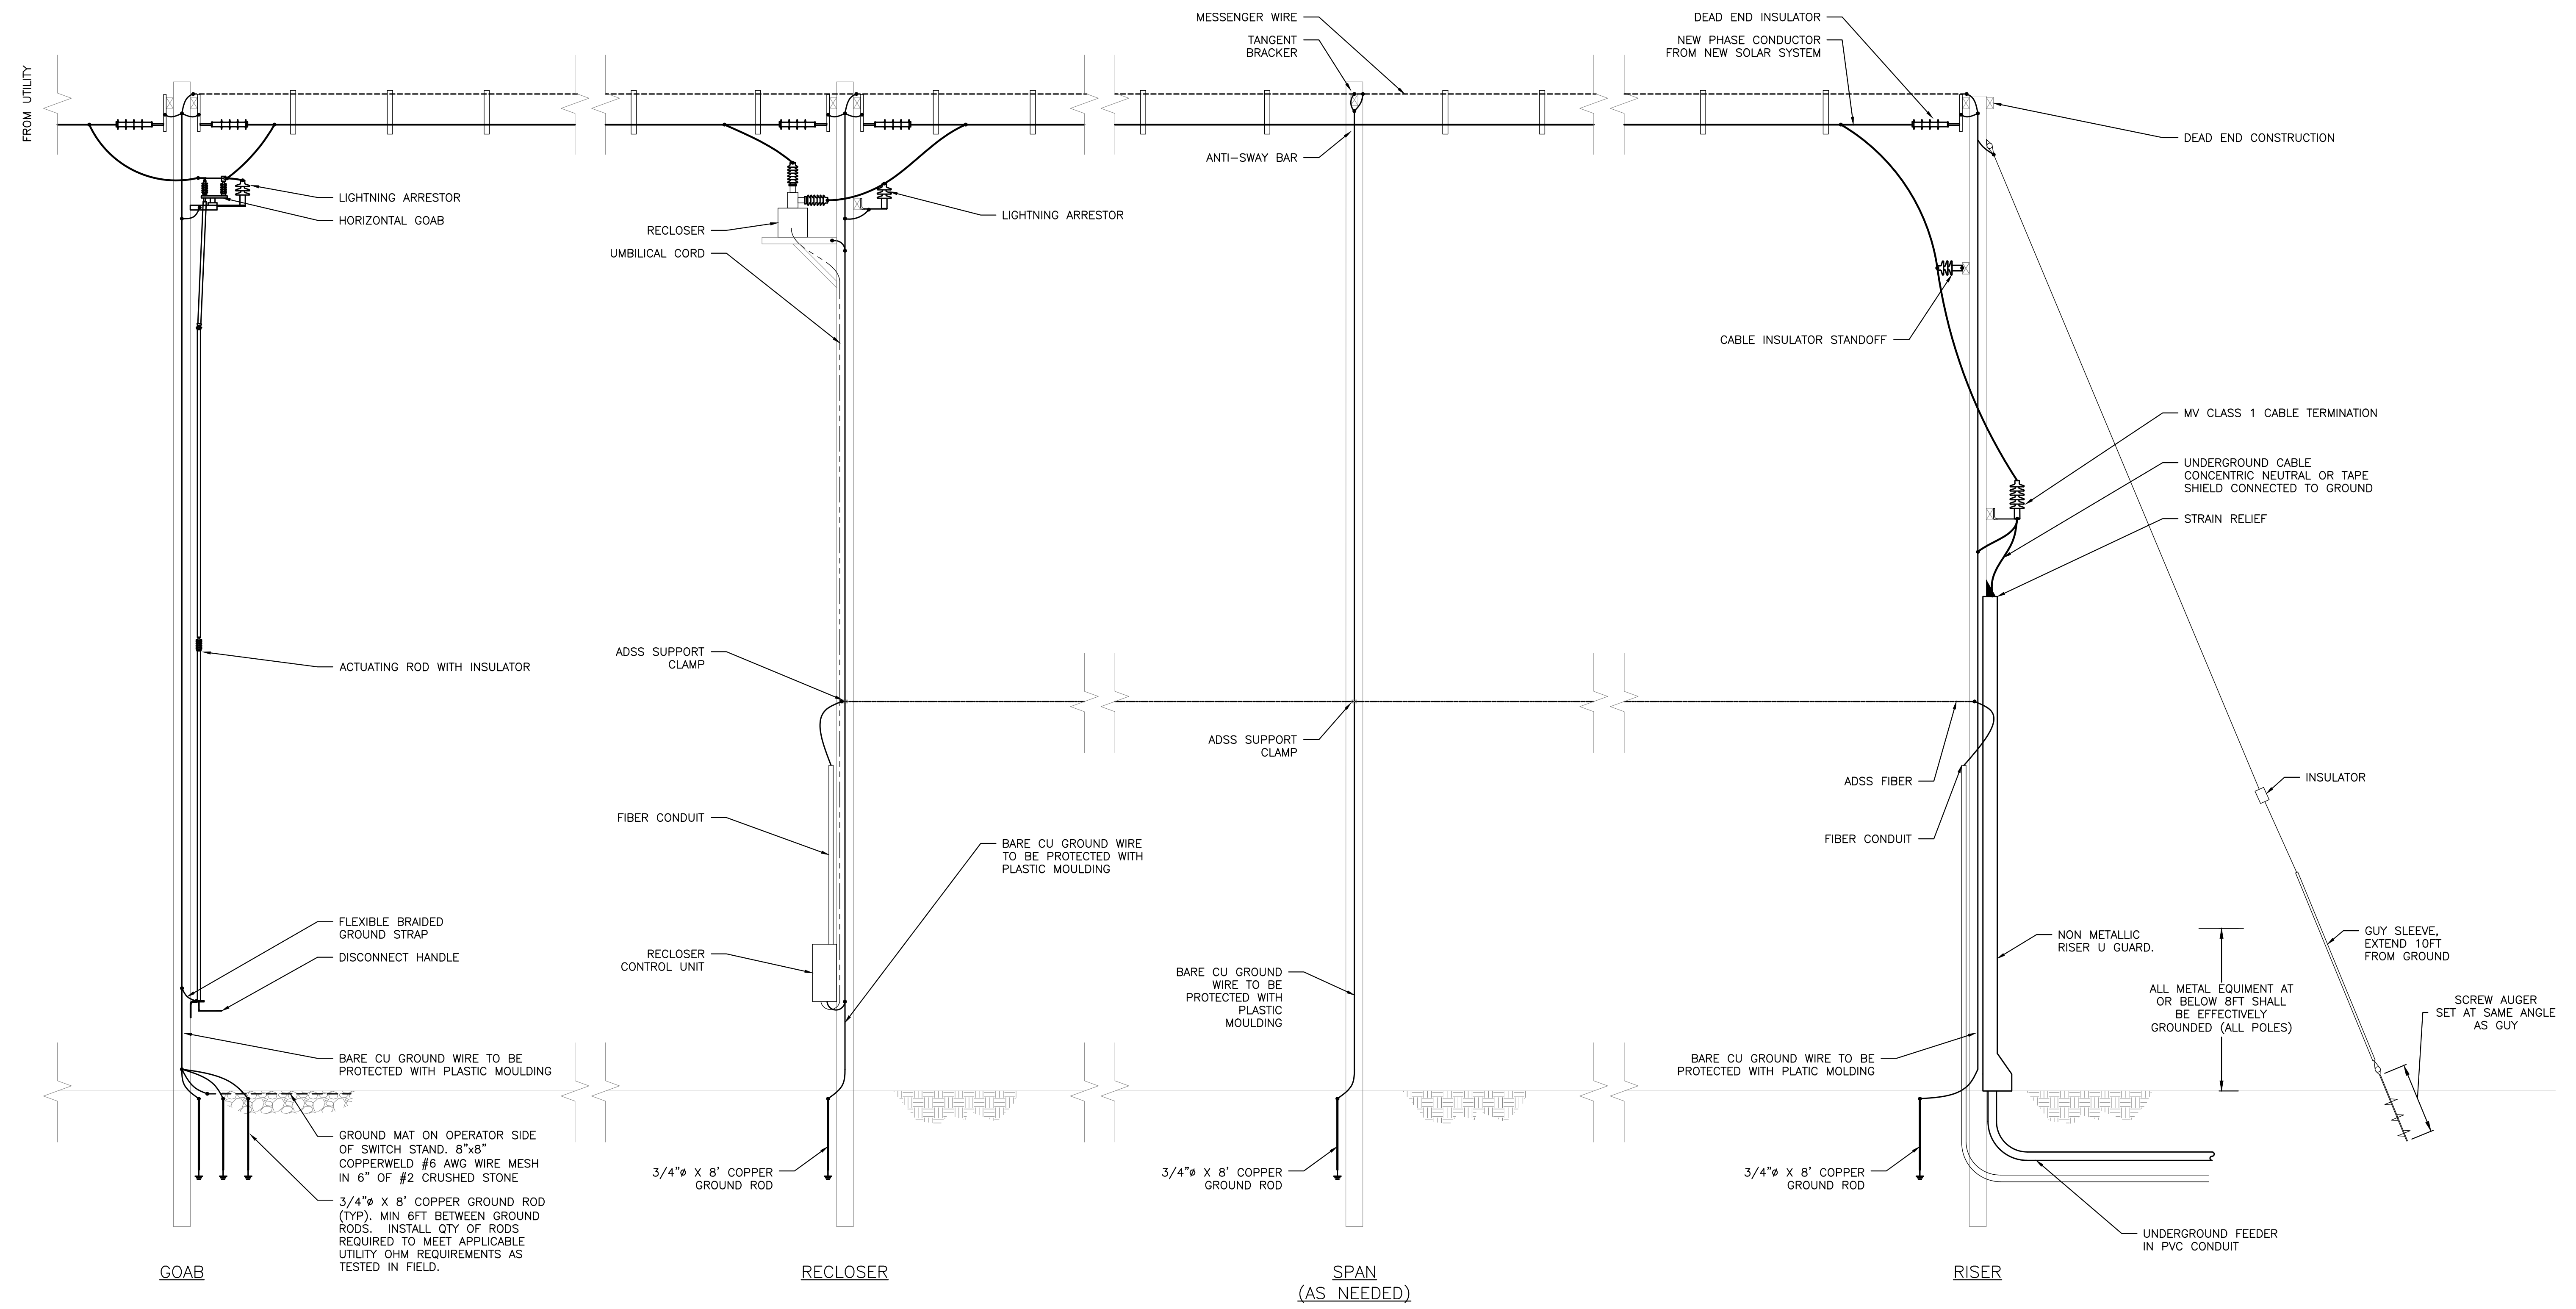 FROM UTILITY
LIGHTNING ARRESTOR
HORIZONTAL GOAB
ACTUATING ROD WITH INSULATOR
FLEXIBLE BRAIDED
GROUND STRAP
DISCONNECT HANDLE
BARE CU GROUND WIRE TO BE
PROTECTED WITH PLASTIC MOULDING
GROUND MAT ON OPERATOR SIDE
OF SWITCH STAND. 8"x8"
COPPERWELD #6 AWG WIRE MESH
IN 6" OF #2 CRUSHED STONE
3/4"ø X 8' COPPER GROUND ROD
(TYP). MIN 6FT BETWEEN GROUND
RODS. INSTALL QTY OF RODS
REQUIRED TO MEET APPLICABLE
UTILITY OHM REQUIREMENTS AS
TESTED IN FIELD.
GOAB
RECLOSER
UMBILICAL CORD
LIGHTNING ARRESTOR
ADSS SUPPORT
CLAMP
FIBER CONDUIT
BARE CU GROUND WIRE
TO BE PROTECTED WITH
PLASTIC MOULDING
RECLOSER
CONTROL UNIT
3/4"ø X 8' COPPER
GROUND ROD
RECLOSER
MESSENGER WIRE
TANGENT
BRACKER
ANTI-SWAY BAR
ADSS SUPPORT
CLAMP
BARE CU GROUND
WIRE TO BE
PROTECTED WITH
PLASTIC
MOULDING
3/4"ø X 8' COPPER
GROUND ROD
SPAN
(AS NEEDED)
DEAD END INSULATOR
NEW PHASE CONDUCTOR
FROM NEW SOLAR SYSTEM
DEAD END CONSTRUCTION
CABLE INSULATOR STANDOFF
MV CLASS 1 CABLE TERMINATION
UNDERGROUND CABLE
CONCENTRIC NEUTRAL OR TAPE
SHIELD CONNECTED TO GROUND
STRAIN RELIEF
ADSS FIBER
INSULATOR
FIBER CONDUIT
NON METALLIC
RISER U GUARD.
GUY SLEEVE,
EXTEND 10FT
FROM GROUND
ALL METAL EQUIMENT AT
OR BELOW 8FT SHALL
BE EFFECTIVELY
GROUNDED (ALL POLES)
SCREW AUGER
SET AT SAME ANGLE
AS GUY
BARE CU GROUND WIRE TO BE
PROTECTED WITH PLATIC MOLDING
3/4"ø X 8' COPPER
GROUND ROD
UNDERGROUND FEEDER
IN PVC CONDUIT
RISER